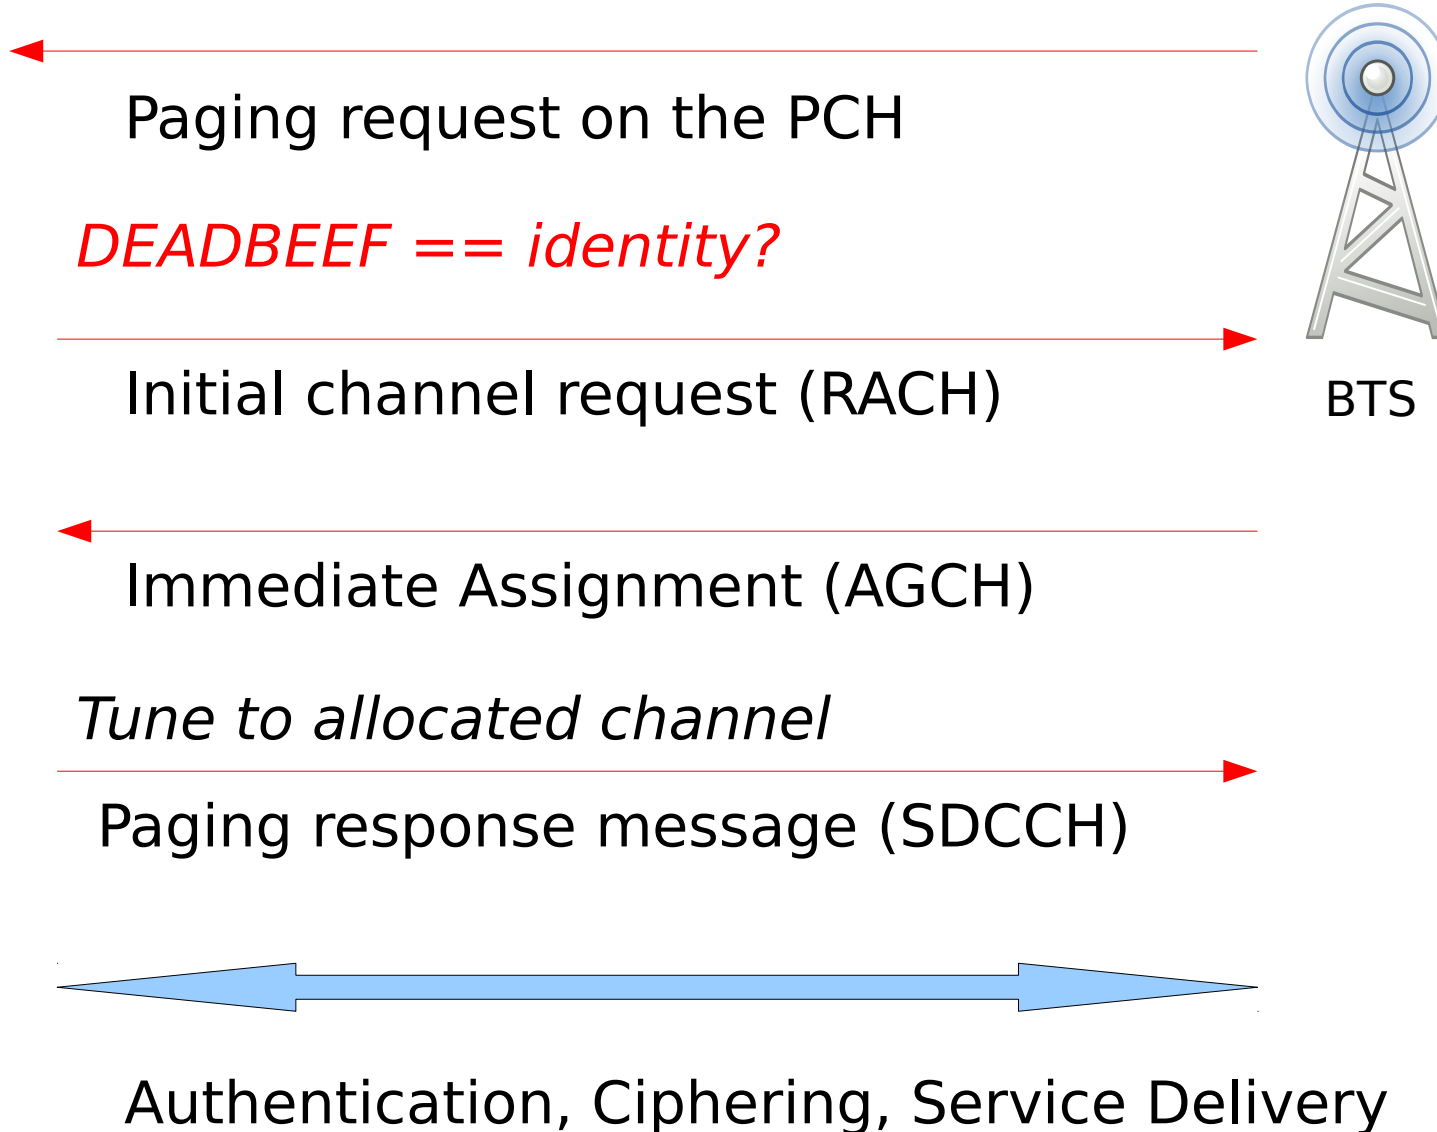 Paging request on the PCH
DEADBEEF == identity?
Initial channel request (RACH)
BTS
Immediate Assignment (AGCH)
Tune to allocated channel
Paging response message (SDCCH)
Authentication, Ciphering, Service Delivery